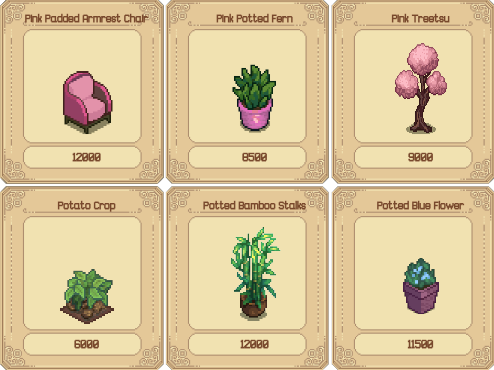 Pink Padded Armrest Chair
12000
Pink Potted Fern
8500
Pink Treetsu
9000
Potato Crop
6000
Potted Bamboo Stalks
12000
Potted Blue Flower
11500